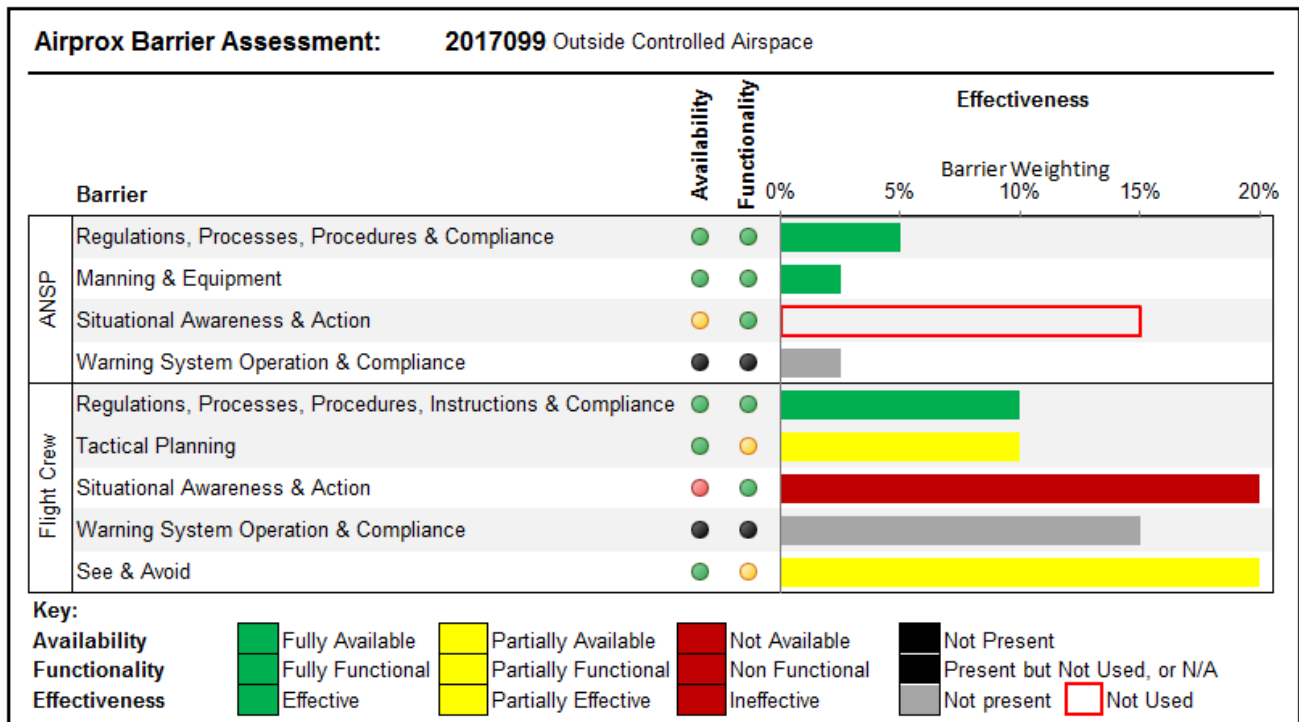 Airprox Barrier Assessment: 2017099 Outside Controlled Airspace
Availability
Functionality
Effectiveness
Barrier Weighting
Barrier
0% 5% 10% 15% 20%
ANSP
Regulations, Processes, Procedures & Compliance
Manning & Equipment
Situational Awareness & Action
Warning System Operation & Compliance
Flight Crew
Regulations, Processes, Procedures, Instructions & Compliance
Tactical Planning
Situational Awareness & Action
Warning System Operation & Compliance
See & Avoid
Key:
Availability Fully Available Partially Available Not Available Not Present
Functionality Fully Functional Partially Functional Non Functional Present but Not Used, or N/A
Effectiveness Effective Partially Effective Ineffective Not present Not Used